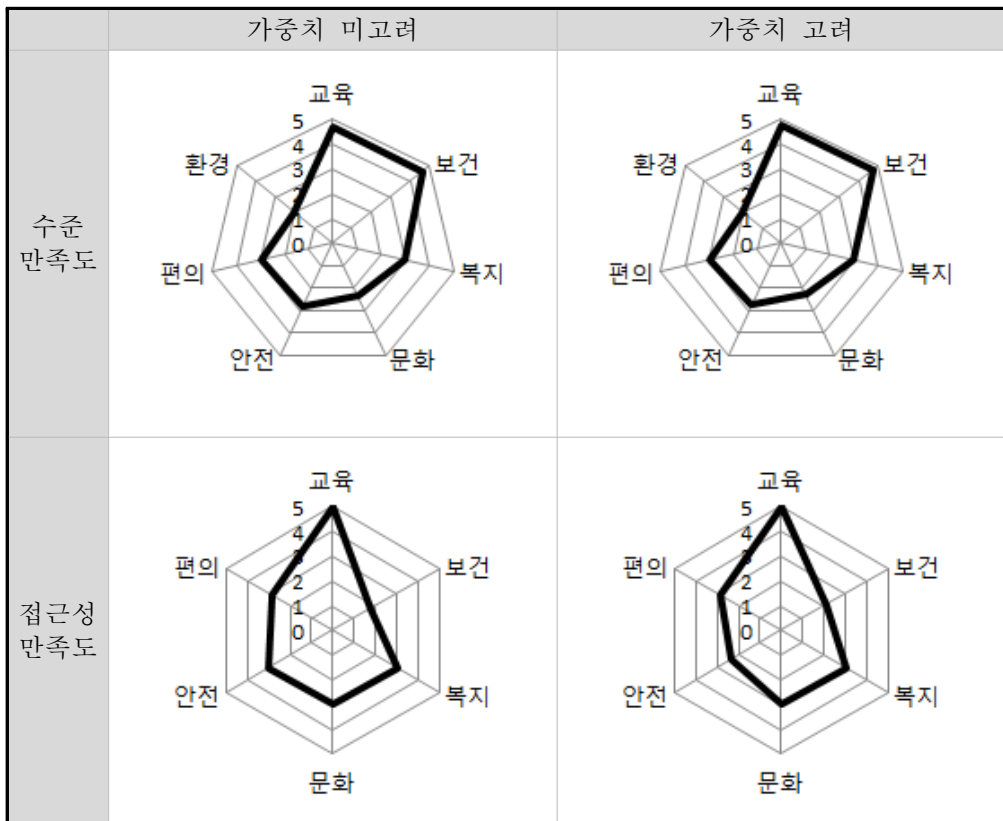 가중치 미고려
가중치 고려
수준
만족도
교육
5
4
3
2
1
0
환경
보건
편의
복지
안전
문화
교육
5
4
3
2
1
0
환경
보건
편의
복지
안전
문화
접근성
만족도
교육
5
4
3
2
1
0
편의
보건
안전
복지
문화
교육
5
4
3
2
1
0
편의
보건
안전
복지
문화